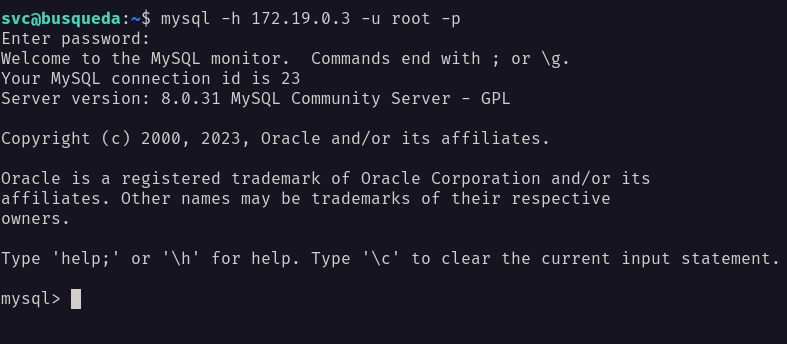 svc@busqueda:~$ mysql -h 172.19.0.3 -u root -p
Enter password:
Welcome to the MySQL monitor.  Commands end with ; or \g.
Your MySQL connection id is 23
Server version: 8.0.31 MySQL Community Server - GPL

Copyright (c) 2000, 2023, Oracle and/or its affiliates.

Oracle is a registered trademark of Oracle Corporation and/or its
affiliates. Other names may be trademarks of their respective
owners.

Type 'help;' or '\h' for help. Type '\c' to clear the current input statement.

mysql>